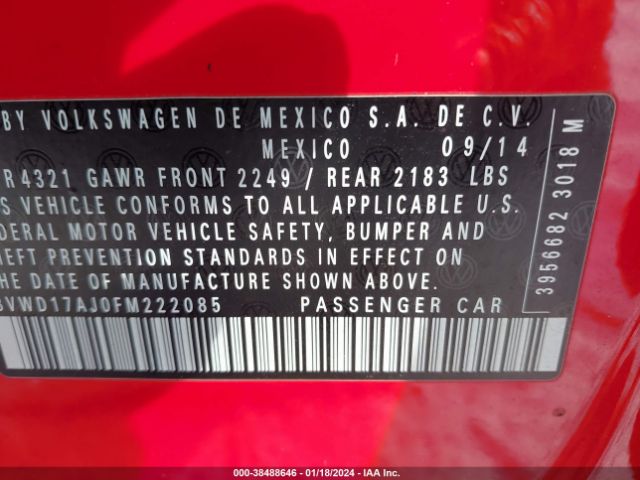 BY VOLKSWAGEN DE MEXICO S.A. DE C.V.
MEXICO 09/14
R 4321 GAWR FRONT 2249 / REAR 2183 LBS
S VEHICLE CONFORMS TO ALL APPLICABLE U.S.
DERAL MOTOR VEHICLE SAFETY, BUMPER AND
EFT PREVENTION STANDARDS IN EFFECT ON
E DATE OF MANUFACTURE SHOWN ABOVE.
VWD17AJ0FM222085 PASSENGER CAR
3956682 3018 M
000-38488646 - 01/18/2024 - IAA Inc.